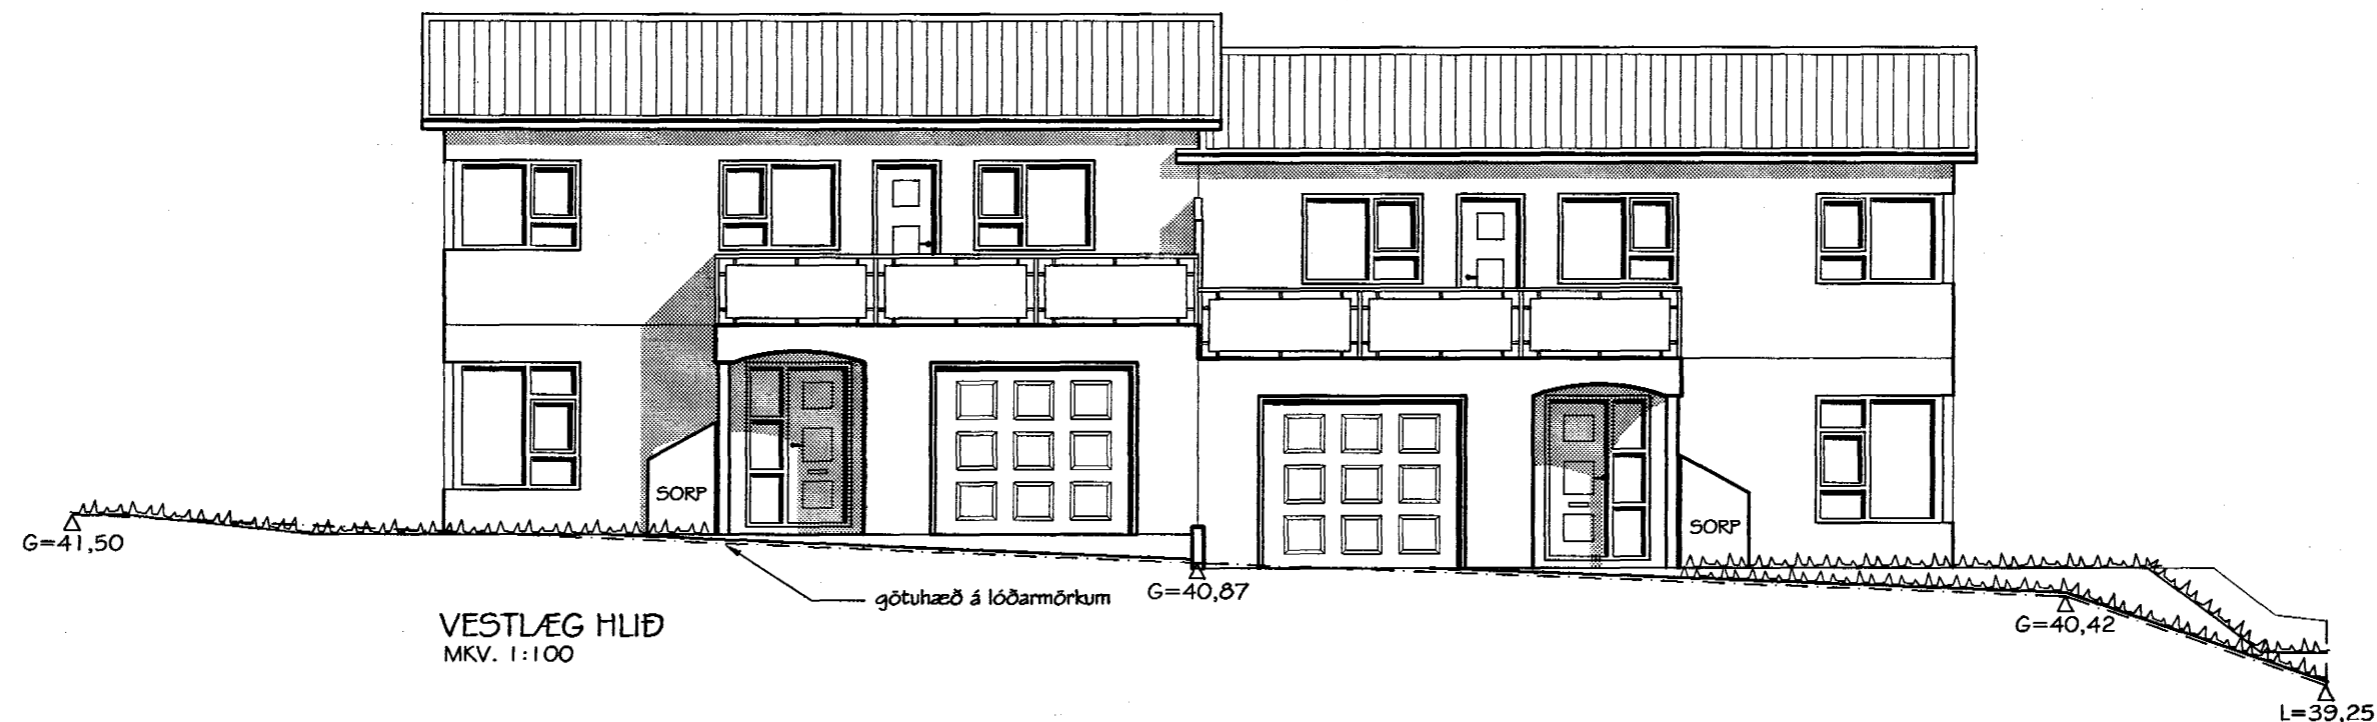 SORP
SORP
G=41,50
götuhæð á lóðarmörkum
G=40,87
G=40,42
VESTLÆG HLIÐ
MKV. 1:100
L=39,25